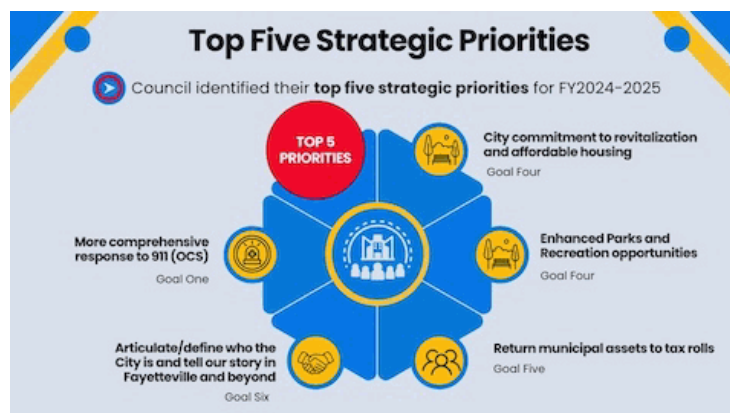 Top Five Strategic Priorities
Council identified their top five strategic priorities for FY2024-2025
TOP 5
PRIORITIES
City commitment to revitalization
and affordable housing
Goal Four
More comprehensive
response to 911 (OCS)
Goal One
Enhanced Parks and
Recreation opportunities
Goal Four
Articulate/define who the
City is and tell our story in
Fayetteville and beyond
Goal Six
Return municipal assets to tax rolls
Goal Five